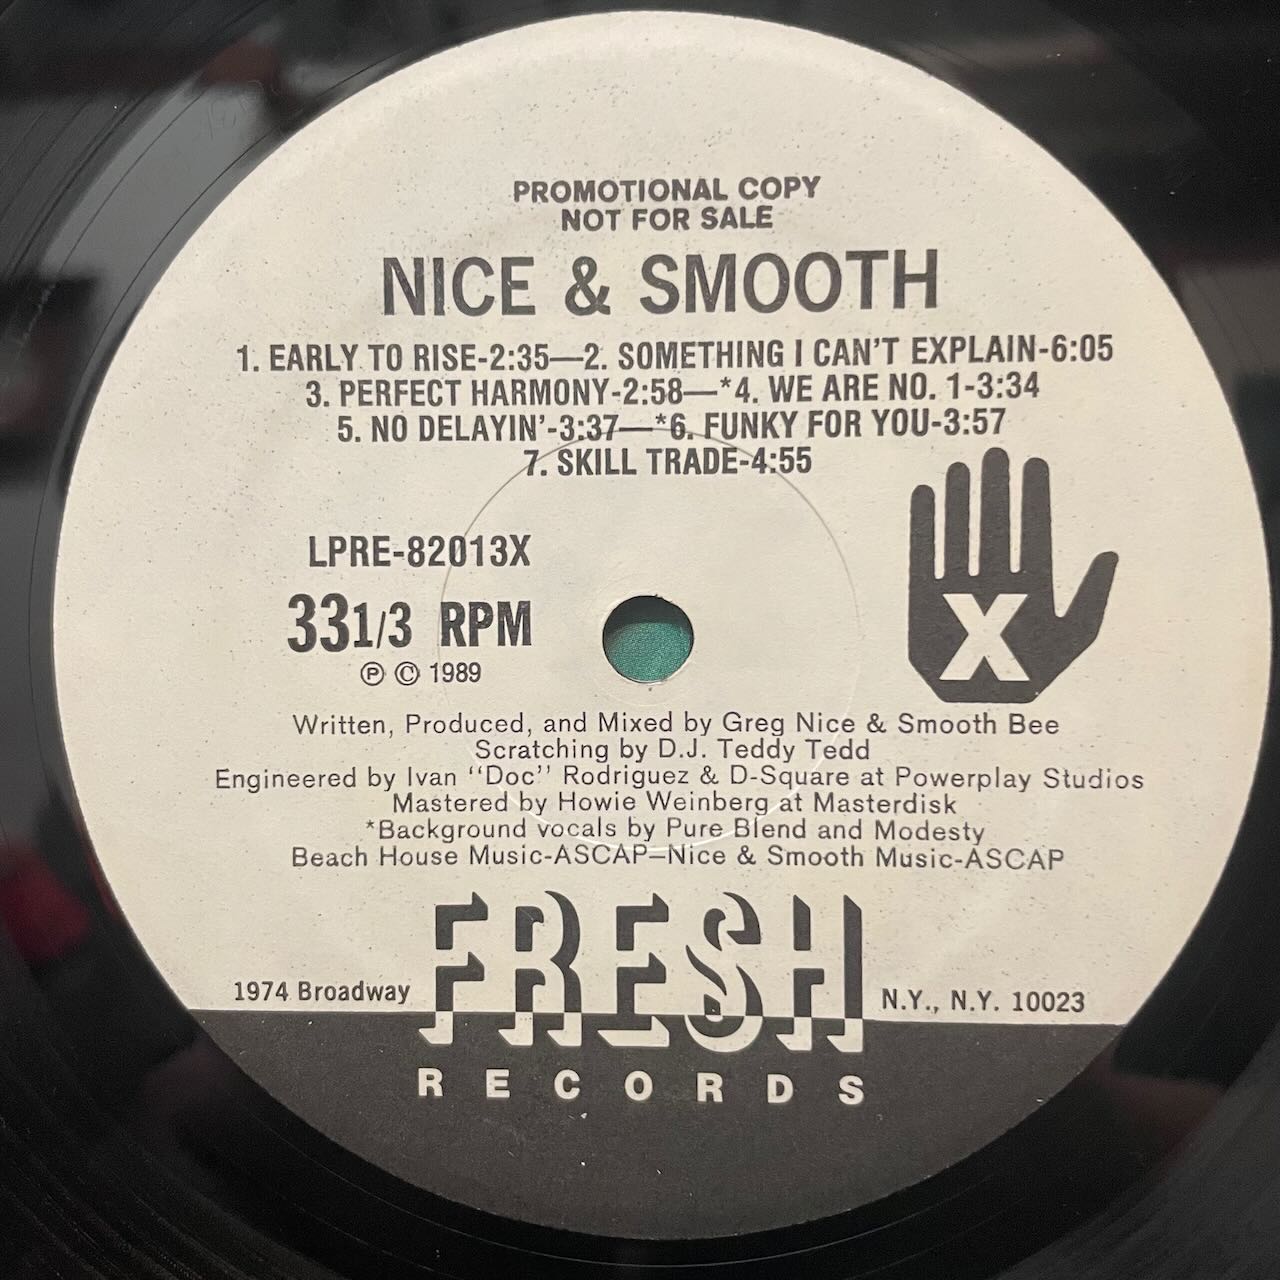 PROMOTIONAL COPY
NOT FOR SALE
NICE & SMOOTH
1. EARLY TO RISE-2:35—2. SOMETHING I CAN'T EXPLAIN-6:05
3. PERFECT HARMONY-2:58—*4. WE ARE NO. 1-3:34
5. NO DELAYIN'-3:37—*6. FUNKY FOR YOU-3:57
7. SKILL TRADE-4:55
LPRE-82013X
33 1/3 RPM
Ⓟ © 1989
X
Written, Produced, and Mixed by Greg Nice & Smooth Bee
Scratching by D.J. Teddy Tedd
Engineered by Ivan "Doc" Rodriguez & D-Square at Powerplay Studios
Mastered by Howie Weinberg at Masterdisk
*Background vocals by Pure Blend and Modesty
Beach House Music-ASCAP–Nice & Smooth Music-ASCAP
1974 Broadway FRESH N.Y., N.Y. 10023
RECORDS